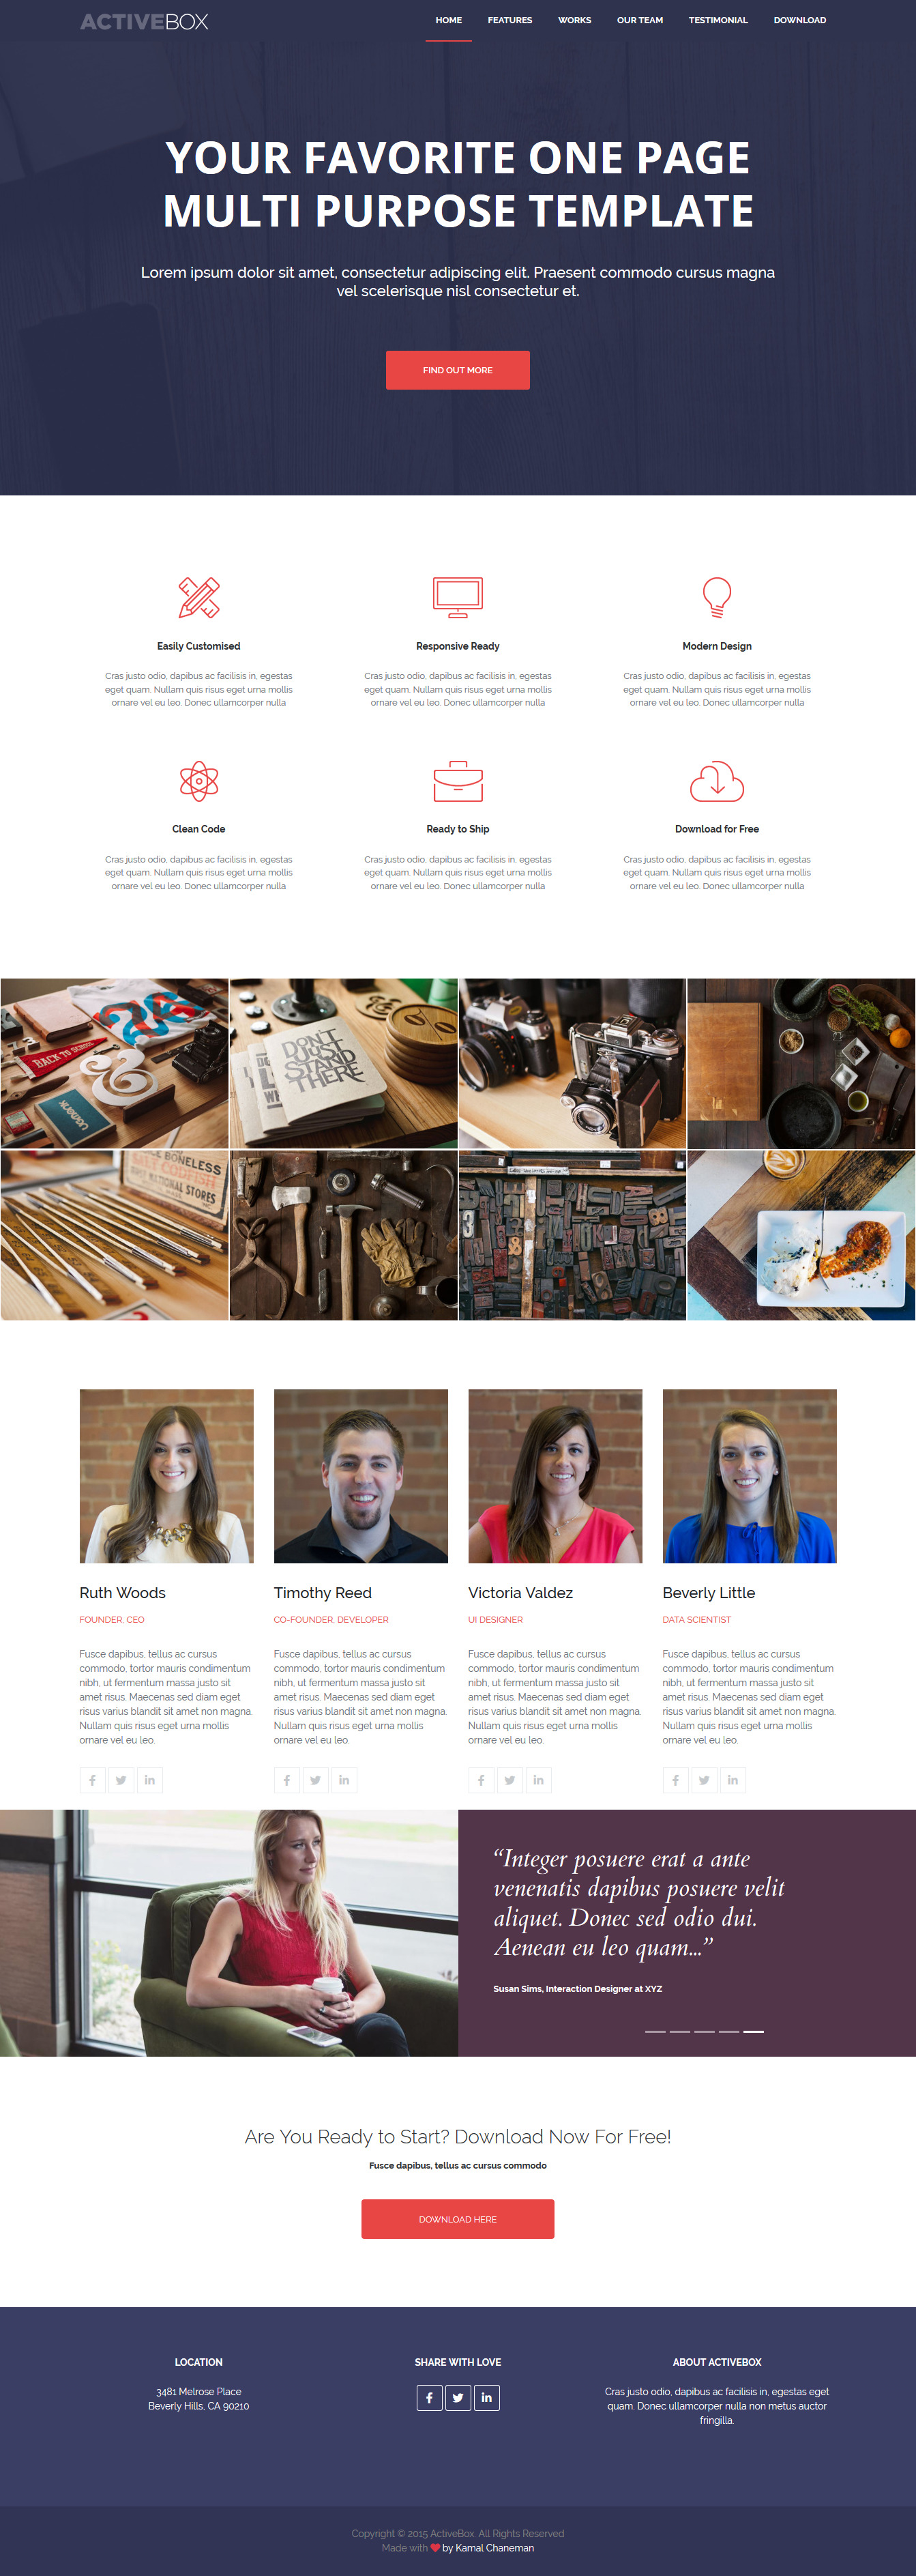 ACTIVEBOX
HOME FEATURES WORKS OUR TEAM TESTIMONIAL DOWNLOAD
YOUR FAVORITE ONE PAGE
MULTI PURPOSE TEMPLATE
Lorem ipsum dolor sit amet, consectetur adipiscing elit. Praesent commodo cursus magna
vel scelerisque nisl consectetur et.
FIND OUT MORE
Easily Customised
Cras justo odio, dapibus ac facilisis in, egestas
eget quam. Nullam quis risus eget urna mollis
ornare vel eu leo. Donec ullamcorper nulla
Responsive Ready
Cras justo odio, dapibus ac facilisis in, egestas
eget quam. Nullam quis risus eget urna mollis
ornare vel eu leo. Donec ullamcorper nulla
Modern Design
Cras justo odio, dapibus ac facilisis in, egestas
eget quam. Nullam quis risus eget urna mollis
ornare vel eu leo. Donec ullamcorper nulla
Clean Code
Cras justo odio, dapibus ac facilisis in, egestas
eget quam. Nullam quis risus eget urna mollis
ornare vel eu leo. Donec ullamcorper nulla
Ready to Ship
Cras justo odio, dapibus ac facilisis in, egestas
eget quam. Nullam quis risus eget urna mollis
ornare vel eu leo. Donec ullamcorper nulla
Download for Free
Cras justo odio, dapibus ac facilisis in, egestas
eget quam. Nullam quis risus eget urna mollis
ornare vel eu leo. Donec ullamcorper nulla
BACK TO SCHOOL
DON'T
JUST
STAND
THERE
BONELESS
NATIONAL STORES
Ruth Woods
FOUNDER, CEO
Fusce dapibus, tellus ac cursus
commodo, tortor mauris condimentum
nibh, ut fermentum massa justo sit
amet risus. Maecenas sed diam eget
risus varius blandit sit amet non magna.
Nullam quis risus eget urna mollis
ornare vel eu leo.
Timothy Reed
CO-FOUNDER, DEVELOPER
Fusce dapibus, tellus ac cursus
commodo, tortor mauris condimentum
nibh, ut fermentum massa justo sit
amet risus. Maecenas sed diam eget
risus varius blandit sit amet non magna.
Nullam quis risus eget urna mollis
ornare vel eu leo.
Victoria Valdez
UI DESIGNER
Fusce dapibus, tellus ac cursus
commodo, tortor mauris condimentum
nibh, ut fermentum massa justo sit
amet risus. Maecenas sed diam eget
risus varius blandit sit amet non magna.
Nullam quis risus eget urna mollis
ornare vel eu leo.
Beverly Little
DATA SCIENTIST
Fusce dapibus, tellus ac cursus
commodo, tortor mauris condimentum
nibh, ut fermentum massa justo sit
amet risus. Maecenas sed diam eget
risus varius blandit sit amet non magna.
Nullam quis risus eget urna mollis
ornare vel eu leo.
“Integer posuere erat a ante
venenatis dapibus posuere velit
aliquet. Donec sed odio dui.
Aenean eu leo quam...”
Susan Sims, Interaction Designer at XYZ
Are You Ready to Start? Download Now For Free!
Fusce dapibus, tellus ac cursus commodo
DOWNLOAD HERE
LOCATION
3481 Melrose Place
Beverly Hills, CA 90210
SHARE WITH LOVE
ABOUT ACTIVEBOX
Cras justo odio, dapibus ac facilisis in, egestas eget
quam. Donec ullamcorper nulla non metus auctor
fringilla.
Copyright © 2015 ActiveBox. All Rights Reserved
Made with ♥ by Kamal Chaneman